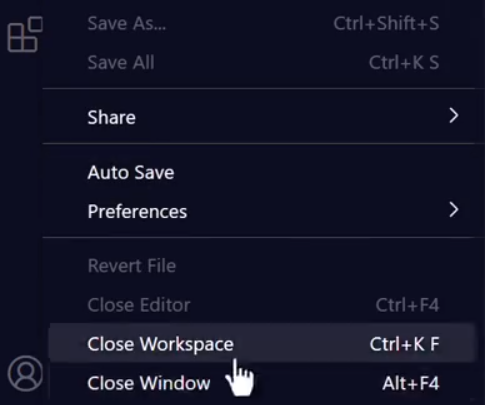 Save As... Ctrl+Shift+S
Save All Ctrl+K S
Share
Auto Save
Preferences
Revert File
Close Editor Ctrl+F4
Close Workspace Ctrl+K F
Close Window Alt+F4